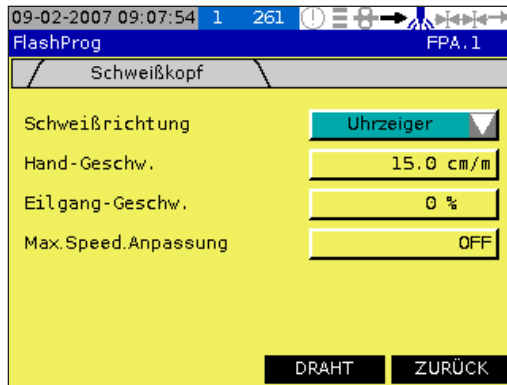 09-02-2007 09:07:54 1 261
FlashProg FPA.1
Schweißkopf
Schweißrichtung Uhrzeiger
Hand-Geschw. 15.0 cm/m
Eilgang-Geschw. 0 %
Max.Speed.Anpassung OFF
DRAHT ZURÜCK